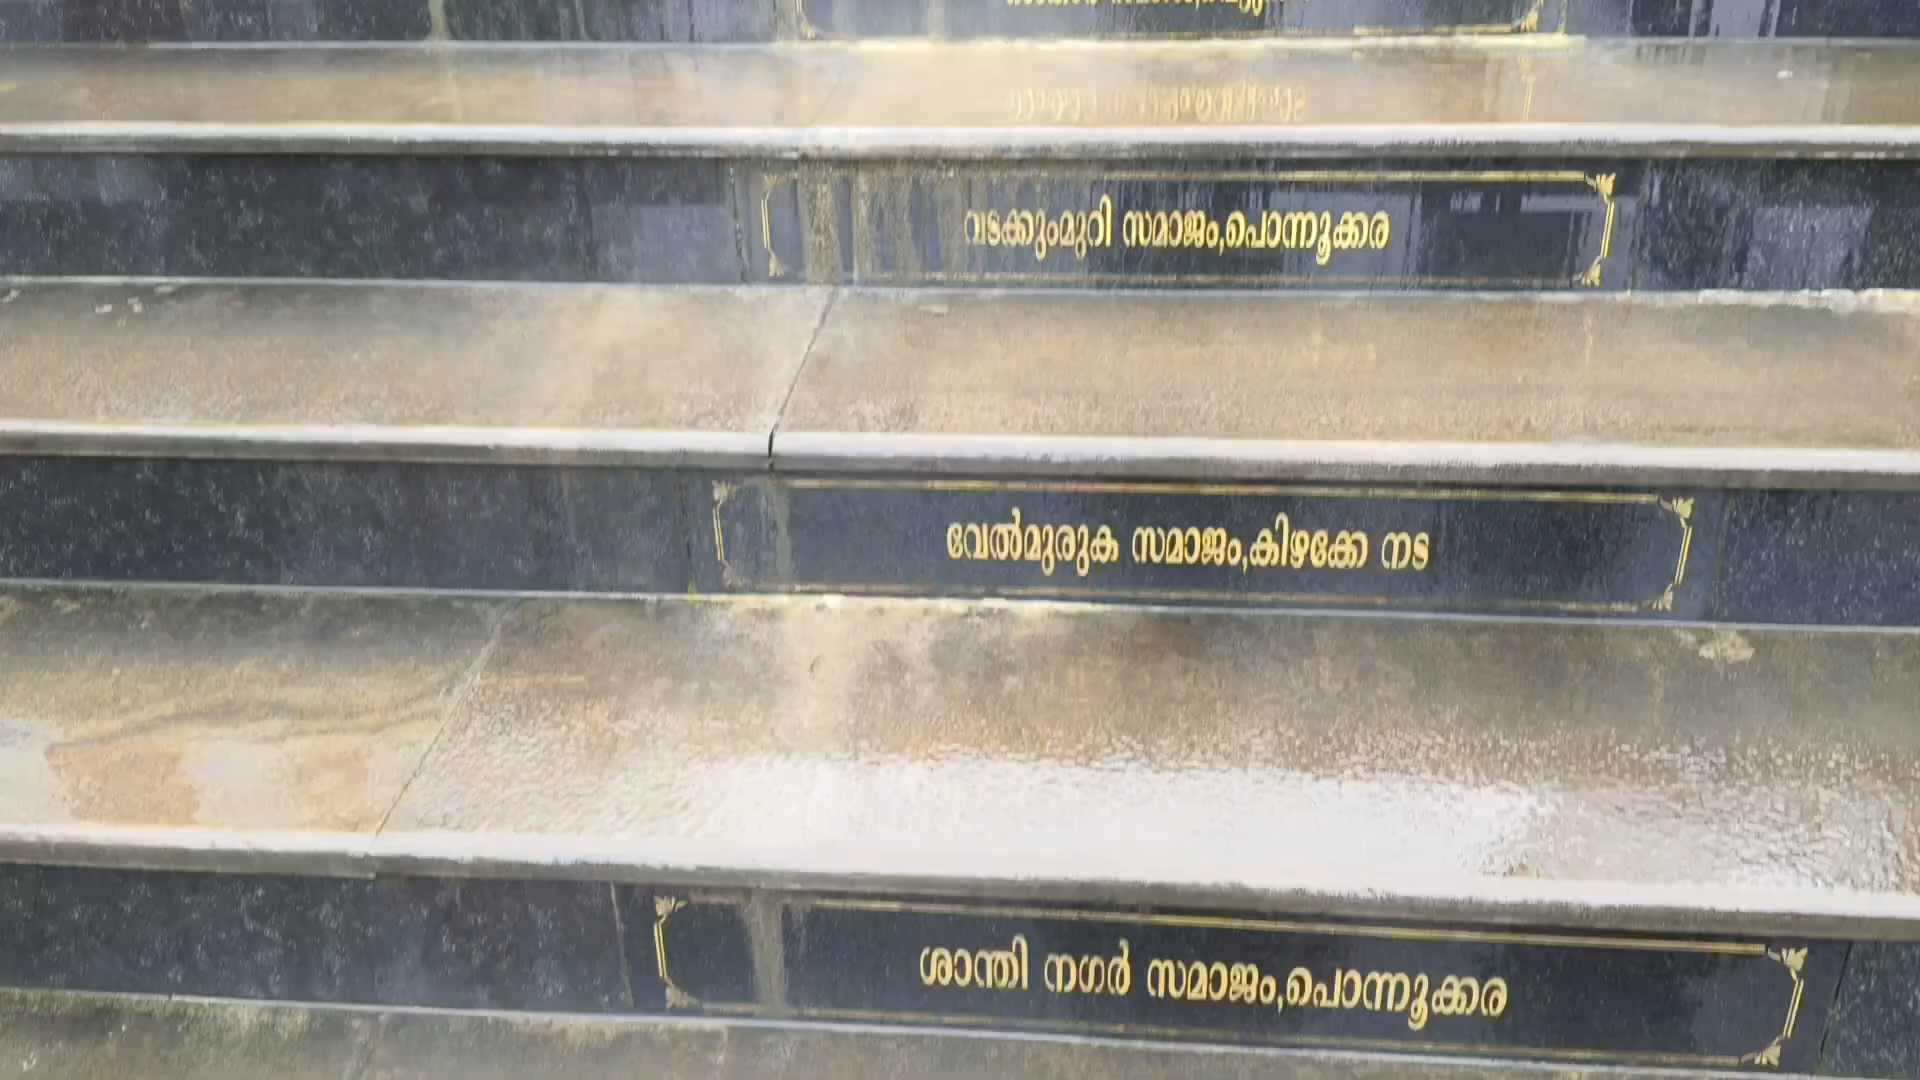 വടക്കുംമുറി സമാജം,പൊന്നൂക്കര
വേൽമുരുക സമാജം,കിഴക്കേ നട
ശാന്തി നഗർ സമാജം,പൊന്നൂക്കര